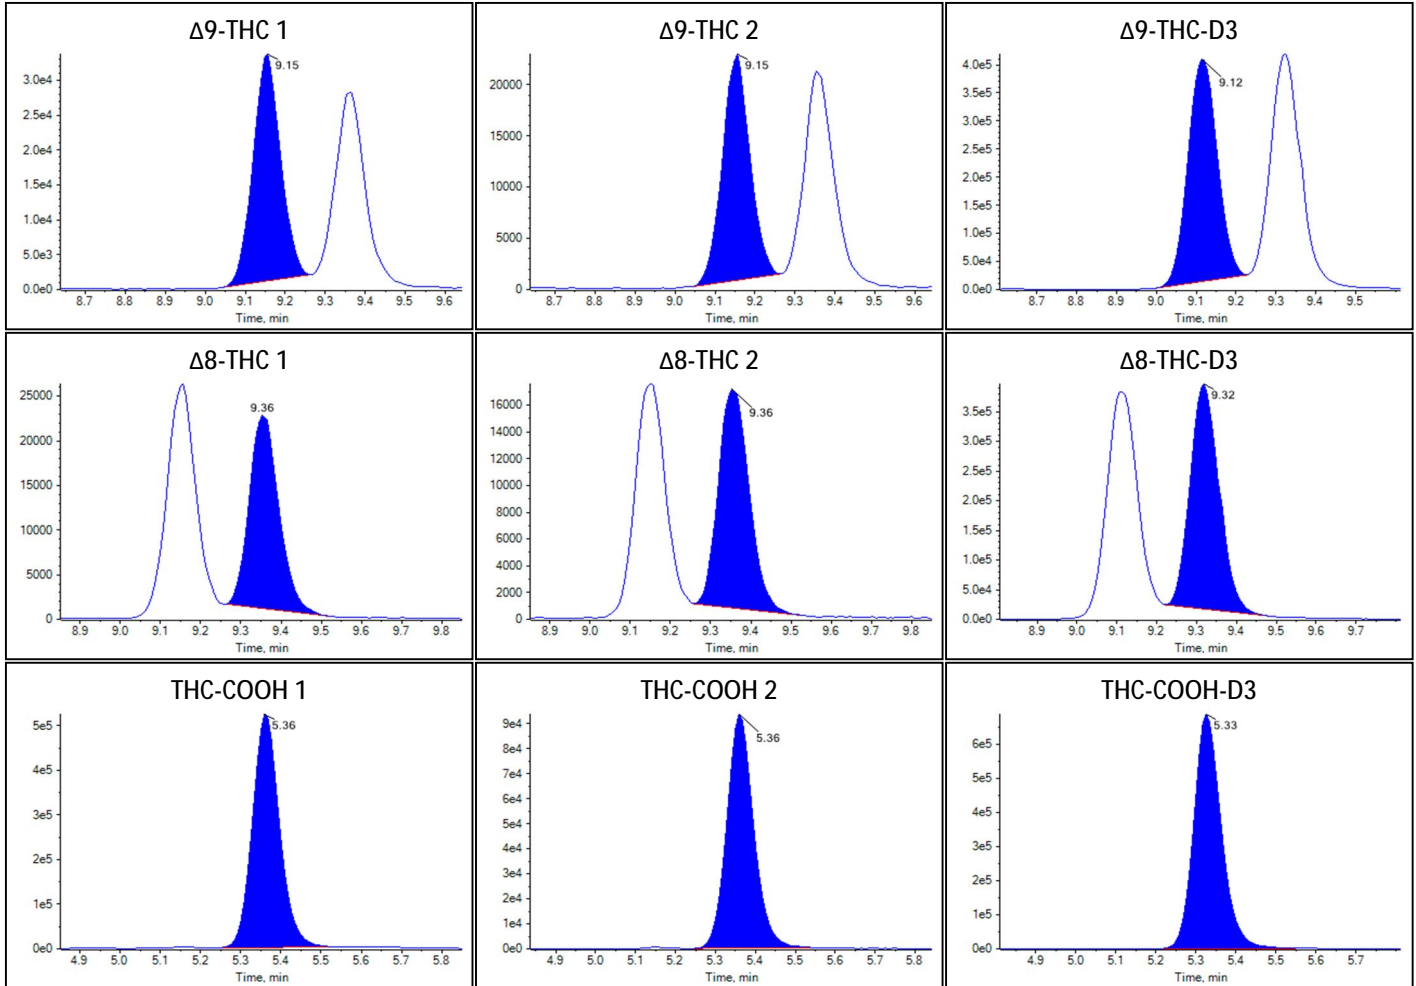 Δ9-THC 1
9.15
3.0e4
2.5e4
2.0e4
1.5e4
1.0e4
5.0e3
0.0e0
8.7 8.8 8.9 9.0 9.1 9.2 9.3 9.4 9.5 9.6
Time, min
Δ9-THC 2
9.15
20000
15000
10000
5000
0
8.7 8.8 8.9 9.0 9.1 9.2 9.3 9.4 9.5 9.6
Time, min
Δ9-THC-D3
9.12
4.0e5
3.5e5
3.0e5
2.5e5
2.0e5
1.5e5
1.0e5
5.0e4
0.0e0
8.7 8.8 8.9 9.0 9.1 9.2 9.3 9.4 9.5
Time, min
Δ8-THC 1
9.36
25000
20000
15000
10000
5000
0
8.9 9.0 9.1 9.2 9.3 9.4 9.5 9.6 9.7 9.8
Time, min
Δ8-THC 2
9.36
16000
14000
12000
10000
8000
6000
4000
2000
0
8.9 9.0 9.1 9.2 9.3 9.4 9.5 9.6 9.7 9.8
Time, min
Δ8-THC-D3
9.32
3.5e5
3.0e5
2.5e5
2.0e5
1.5e5
1.0e5
5.0e4
0.0e0
8.9 9.0 9.1 9.2 9.3 9.4 9.5 9.6 9.7
Time, min
THC-COOH 1
5.36
5e5
4e5
3e5
2e5
1e5
0e0
4.9 5.0 5.1 5.2 5.3 5.4 5.5 5.6 5.7 5.8
Time, min
THC-COOH 2
5.36
9e4
8e4
7e4
6e4
5e4
4e4
3e4
2e4
1e4
0e0
4.9 5.0 5.1 5.2 5.3 5.4 5.5 5.6 5.7 5.8
Time, min
THC-COOH-D3
5.33
6e5
5e5
4e5
3e5
2e5
1e5
0e0
4.9 5.0 5.1 5.2 5.3 5.4 5.5 5.6 5.7
Time, min